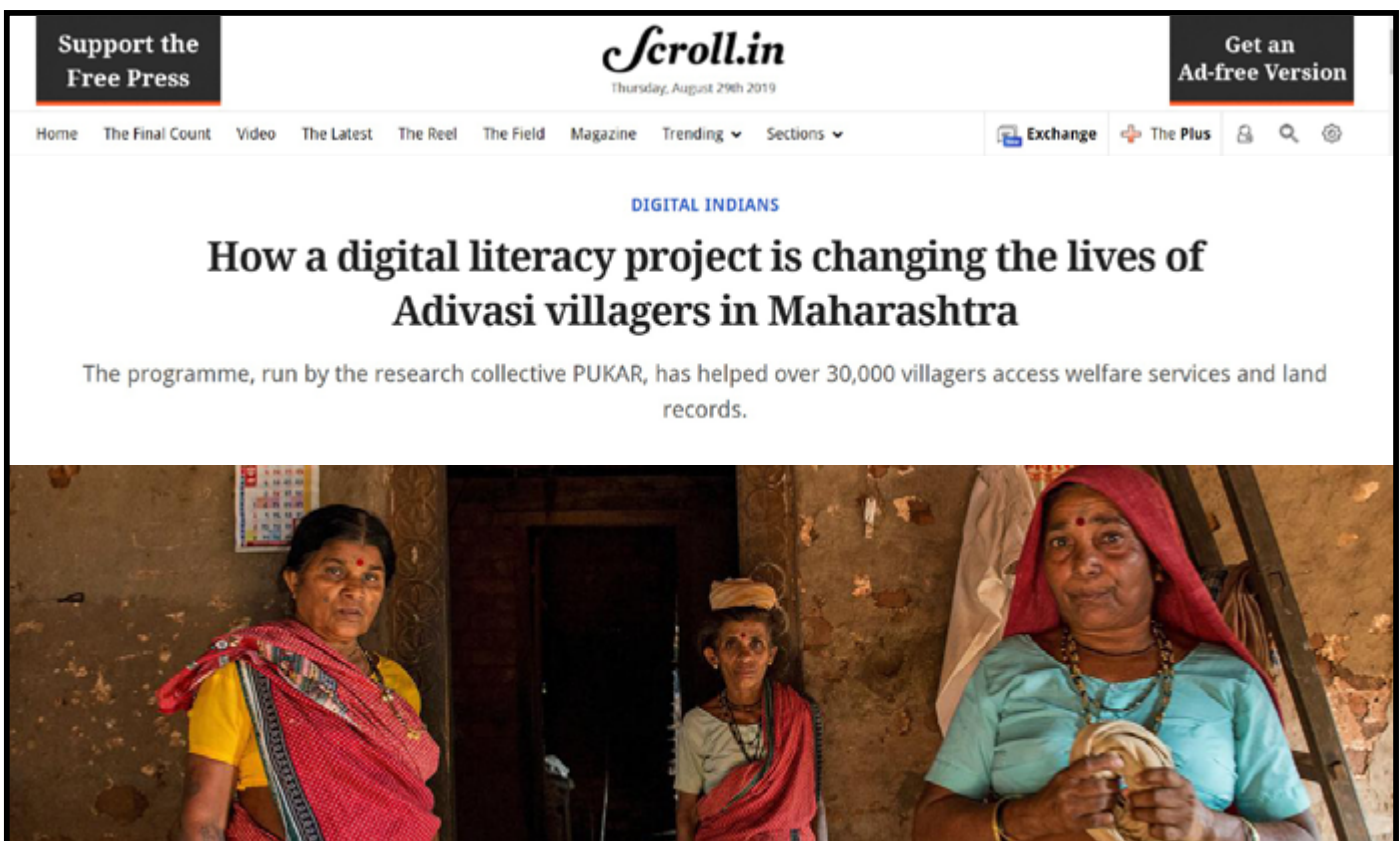 Support the
Free Press
Scroll.in
Thursday, August 29th 2019
Get an
Ad-free Version
Home The Final Count Video The Latest The Reel The Field Magazine Trending Sections Exchange The Plus
DIGITAL INDIANS
How a digital literacy project is changing the lives of
Adivasi villagers in Maharashtra
The programme, run by the research collective PUKAR, has helped over 30,000 villagers access welfare services and land
records.